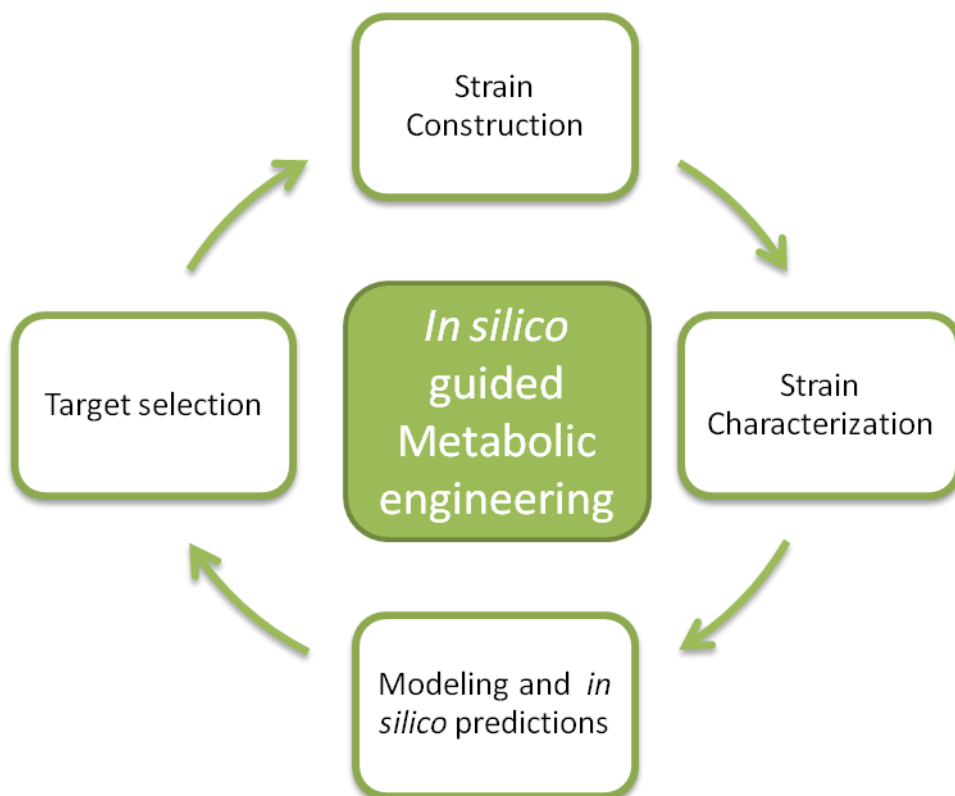 Strain
Construction
In silico
guided
Metabolic
engineering
Target selection
Strain
Characterization
Modeling and in
silico predictions